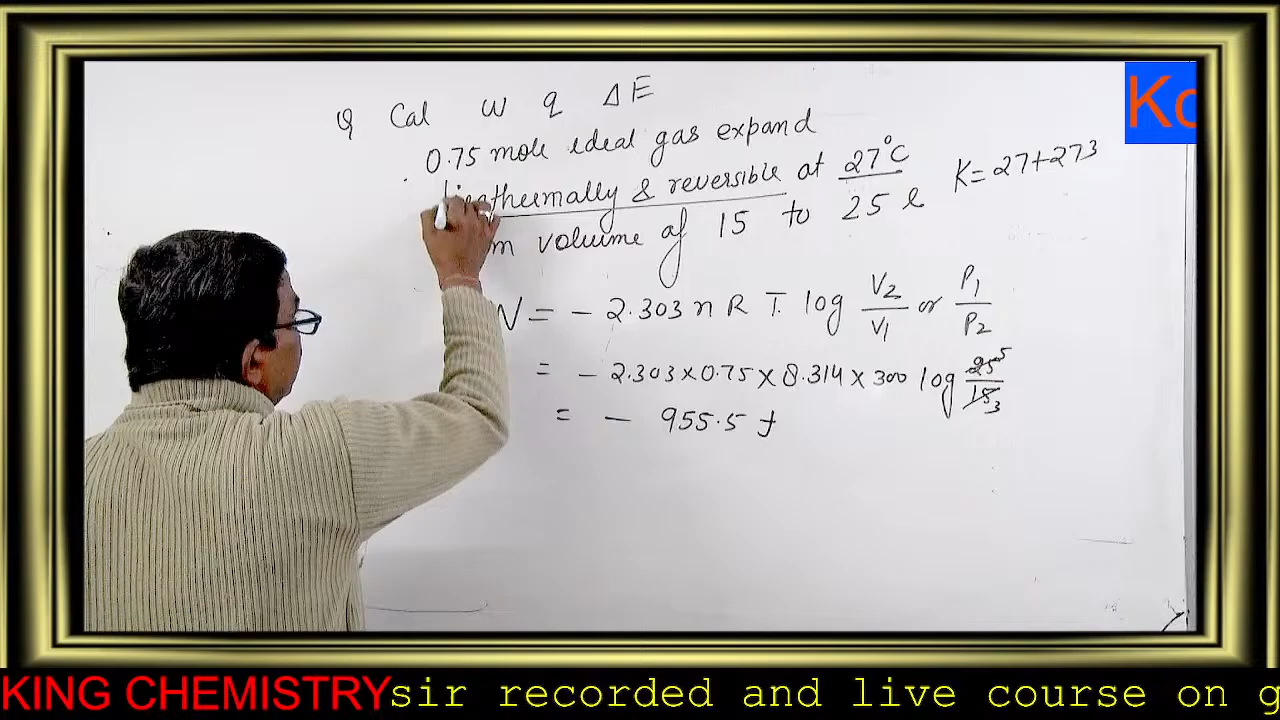 Q Cal W q ΔE
0.75 mole ideal gas expand
isothermally & reversible at 27°C
volume of 15 to 25 l
K = 27+273
W = - 2.303 n R T. log V2/V1 or P1/P2
= - 2.303 × 0.75 × 8.314 × 300 log 25 5/15 3
= - 955.5 J
Ko
KING CHEMISTRY sir recorded and live course on g